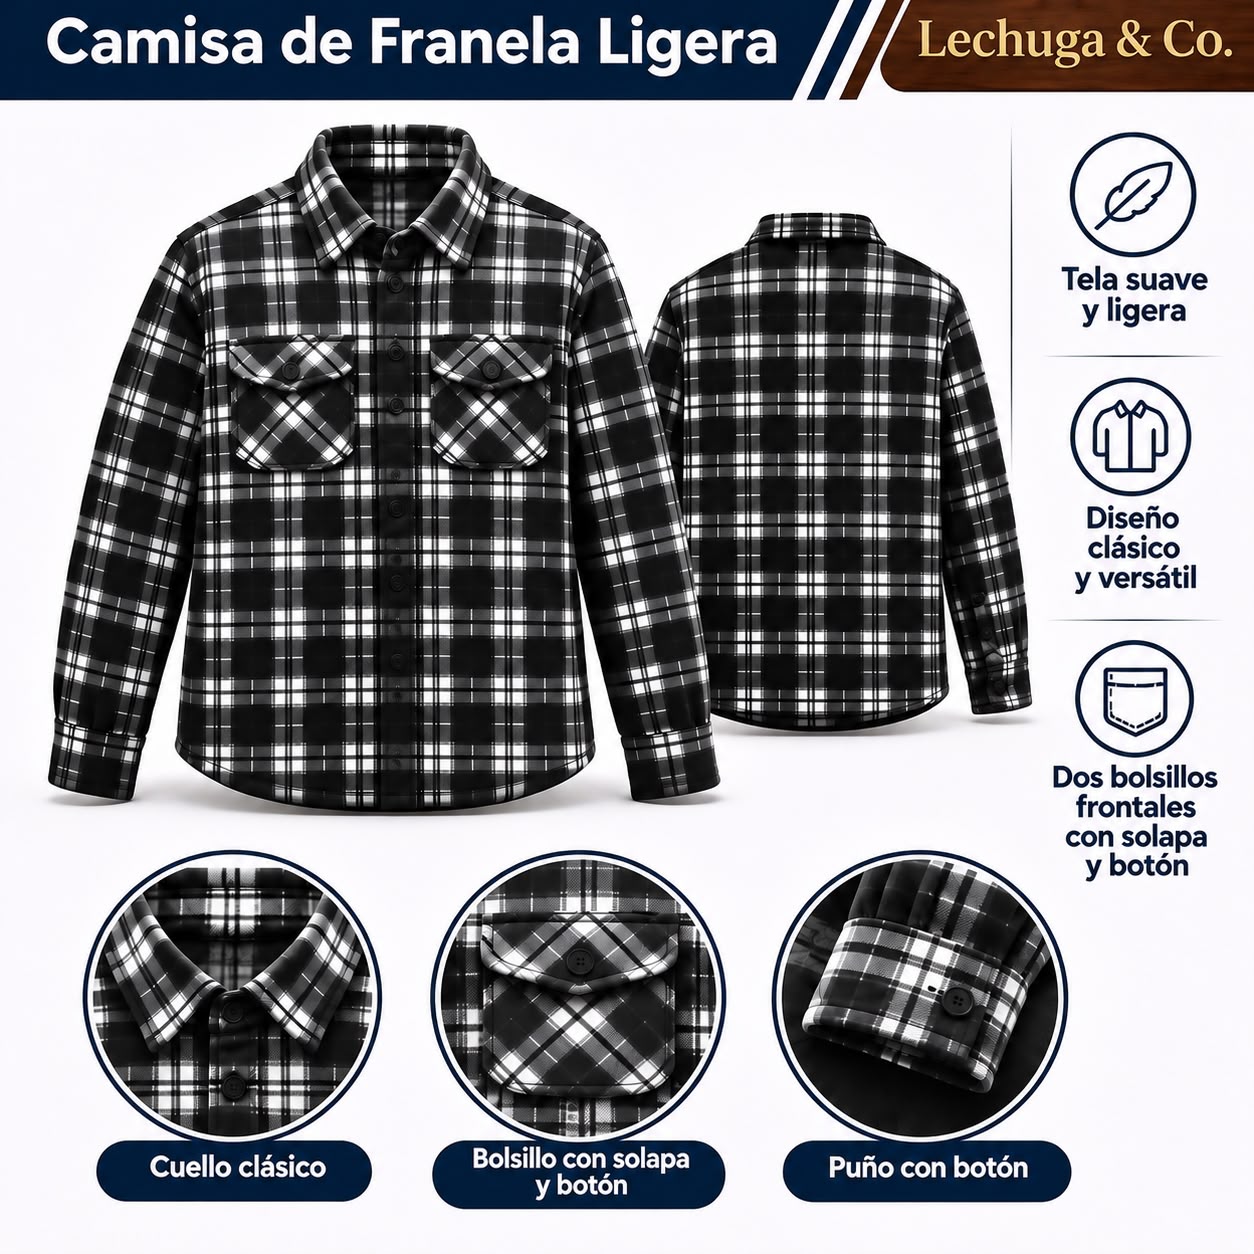 Camisa de Franela Ligera
Lechuga & Co.
Tela suave
y ligera
Diseño
clásico
y versátil
Dos bolsillos
frontales
con solapa
y botón
Cuello clásico
Bolsillo con solapa
y botón
Puño con botón